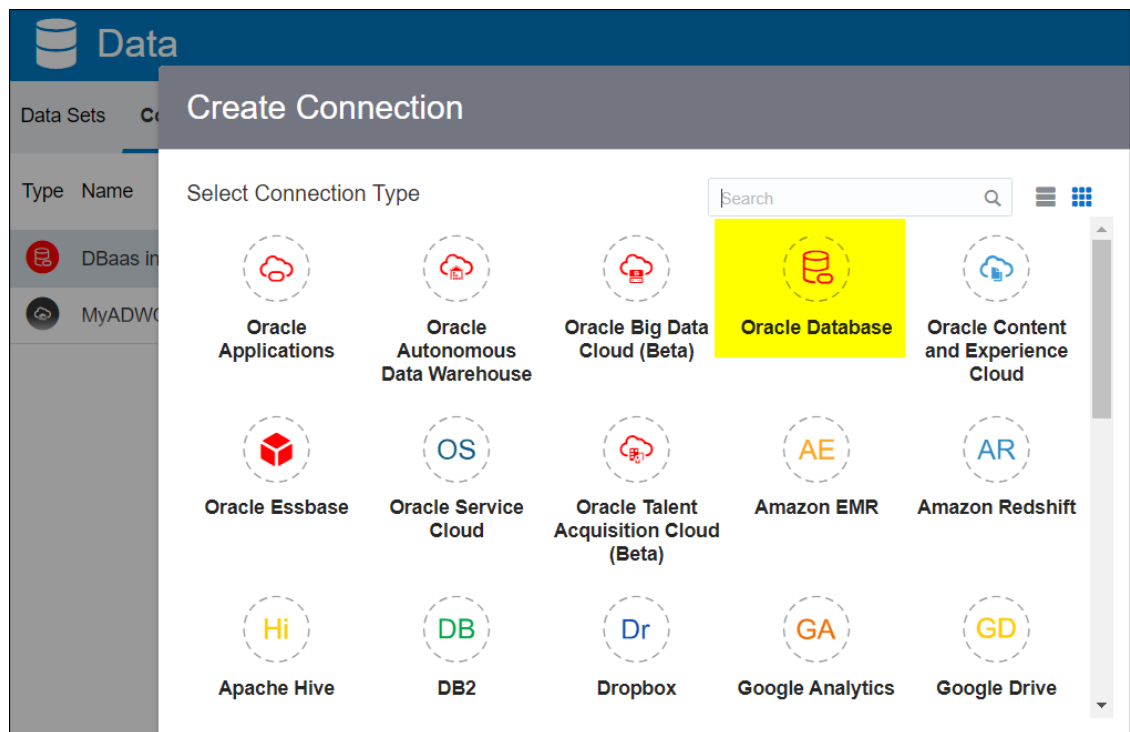 Data
Data Sets
Create Connection
Type Name
Select Connection Type
Search
DBaas in
MyADWC
Oracle Applications
Oracle Autonomous Data Warehouse
Oracle Big Data Cloud (Beta)
Oracle Database
Oracle Content and Experience Cloud
OS
AE
AR
Oracle Essbase
Oracle Service Cloud
Oracle Talent Acquisition Cloud (Beta)
Amazon EMR
Amazon Redshift
Hi
DB
Dr
GA
GD
Apache Hive
DB2
Dropbox
Google Analytics
Google Drive